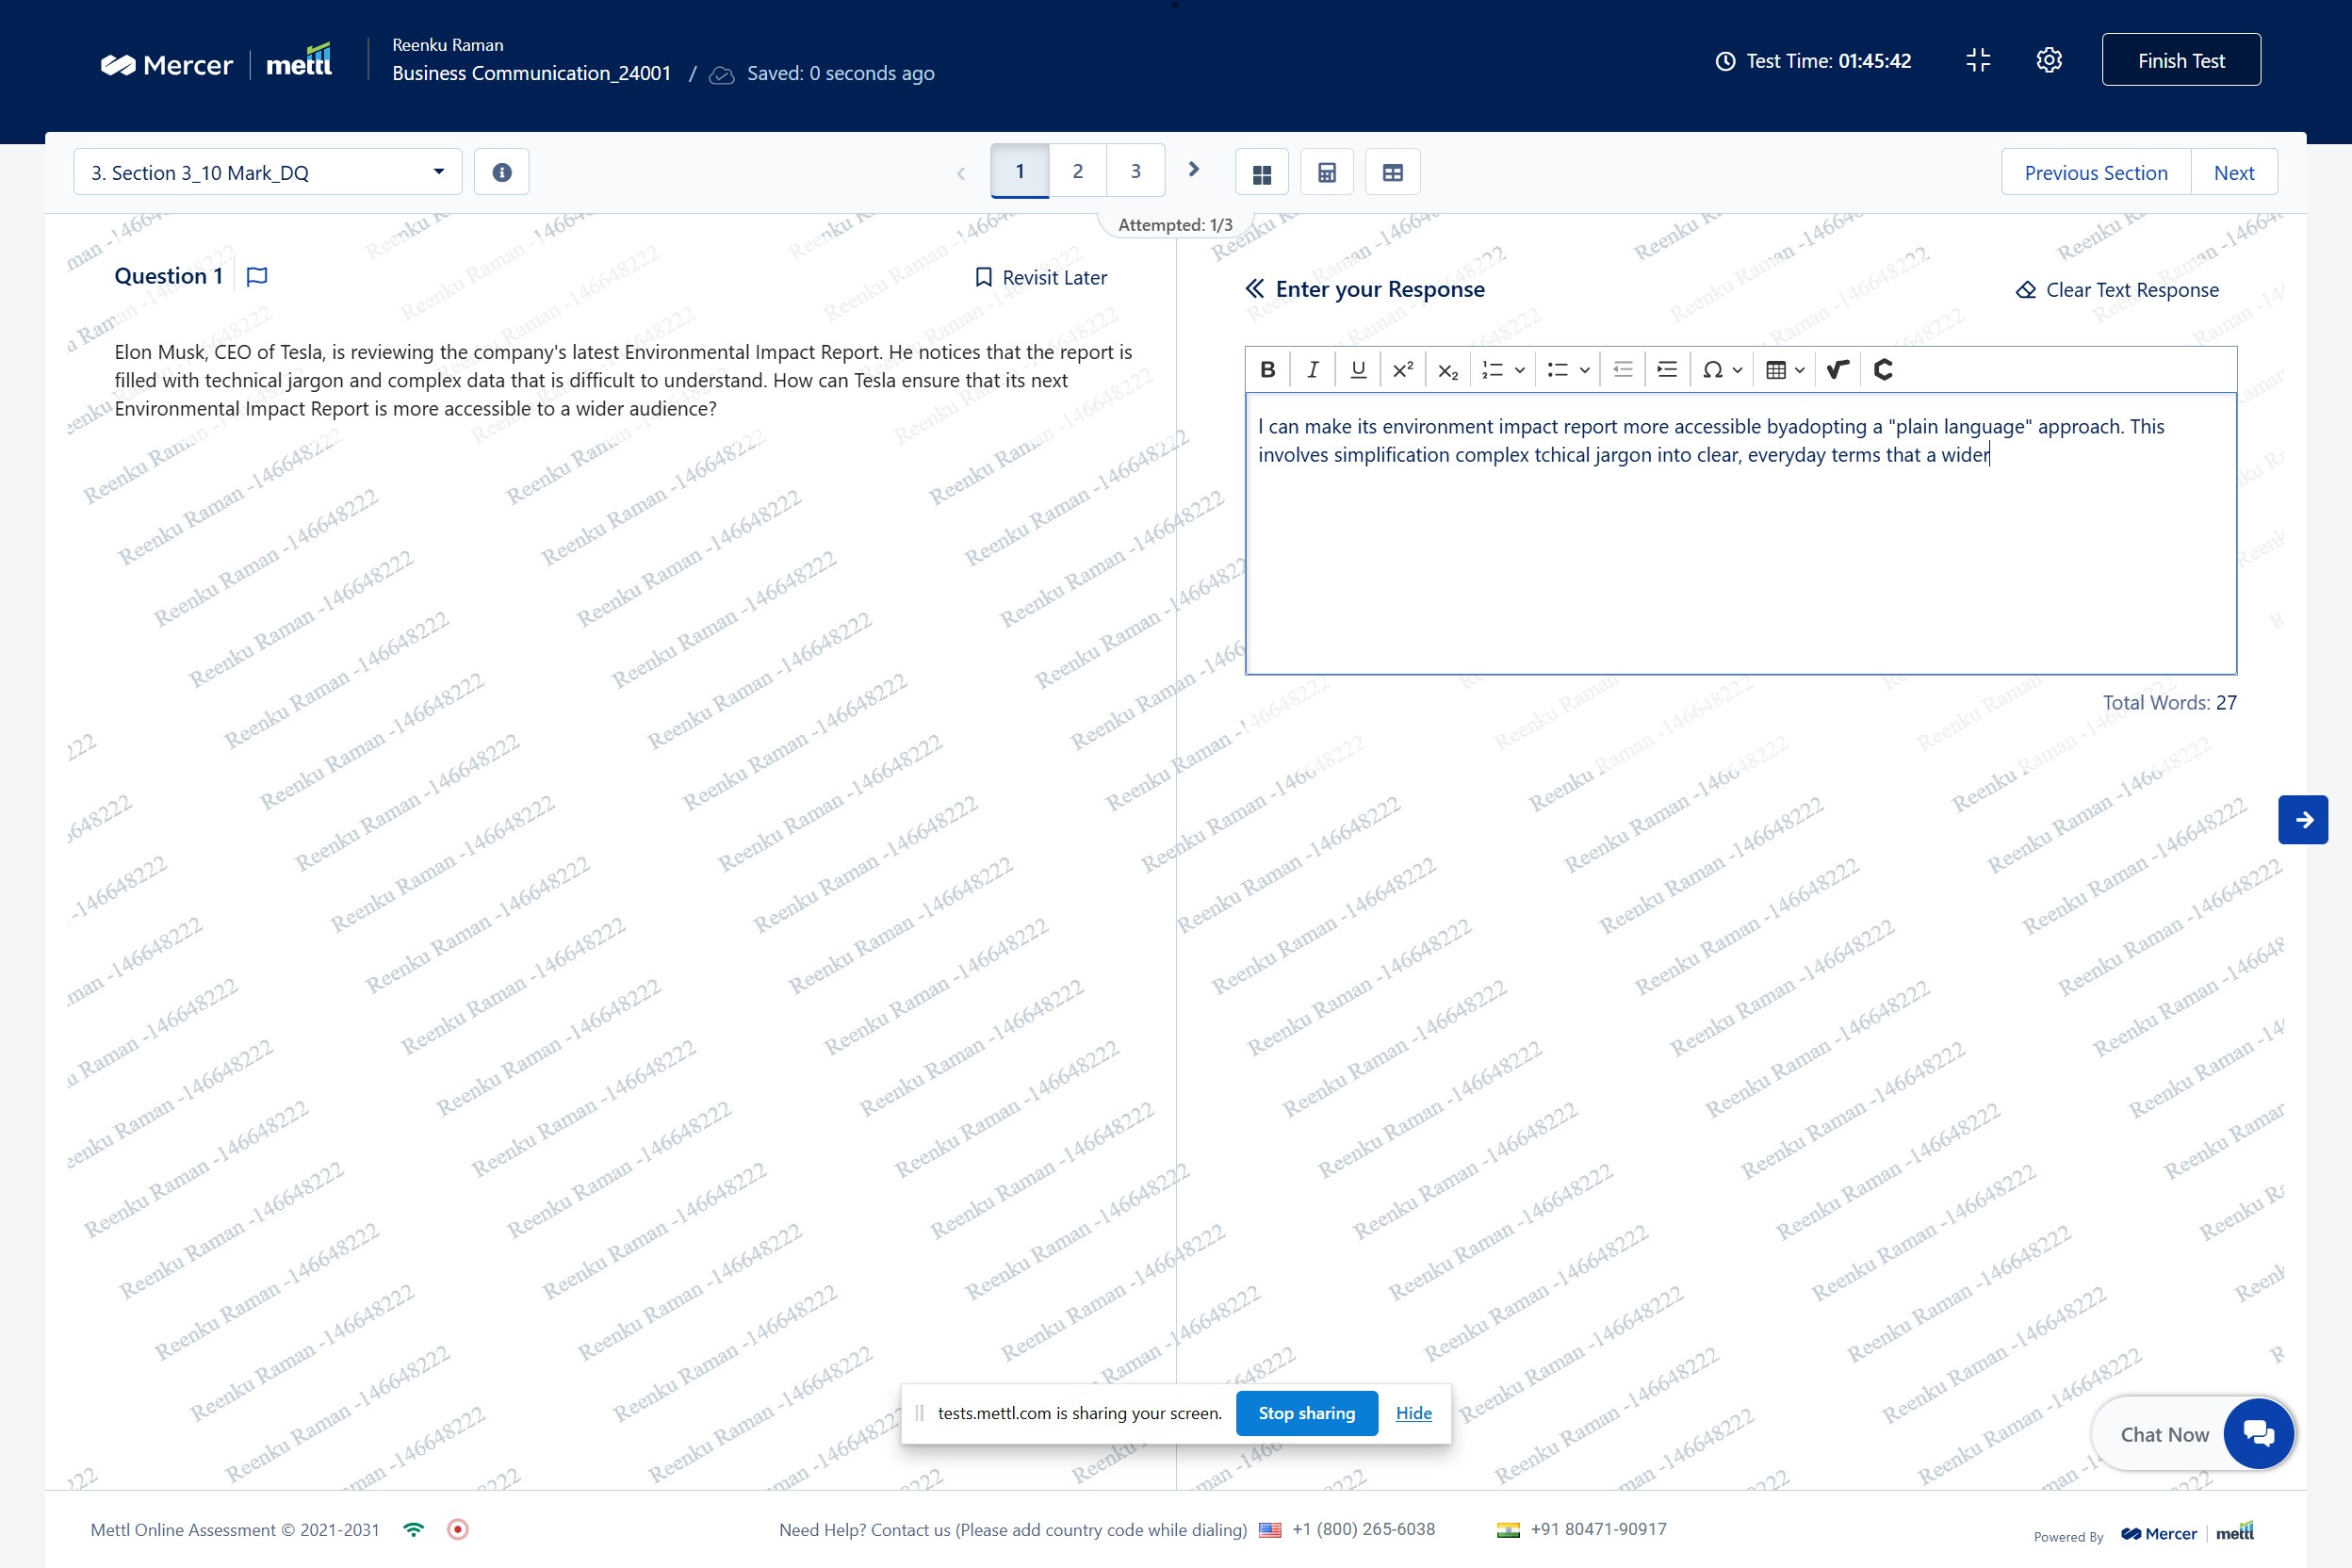 Mercer | mettl
Reenku Raman
Business Communication_24001 / Saved: 0 seconds ago
Test Time: 01:45:42
Finish Test
3. Section 3_10 Mark_DQ
1 2 3
Previous Section Next
Attempted: 1/3
Question 1
Revisit Later
Elon Musk, CEO of Tesla, is reviewing the company's latest Environmental Impact Report. He notices that the report is
filled with technical jargon and complex data that is difficult to understand. How can Tesla ensure that its next
Environmental Impact Report is more accessible to a wider audience?
Enter your Response
Clear Text Response
I can make its environment impact report more accessible byadopting a "plain language" approach. This
involves simplification complex tchical jargon into clear, everyday terms that a wider
Total Words: 27
Reenku Raman -146648222
tests.mettl.com is sharing your screen. Stop sharing Hide
Chat Now
Mettl Online Assessment © 2021-2031
Need Help? Contact us (Please add country code while dialing) +1 (800) 265-6038 +91 80471-90917
Powered By Mercer | mettl